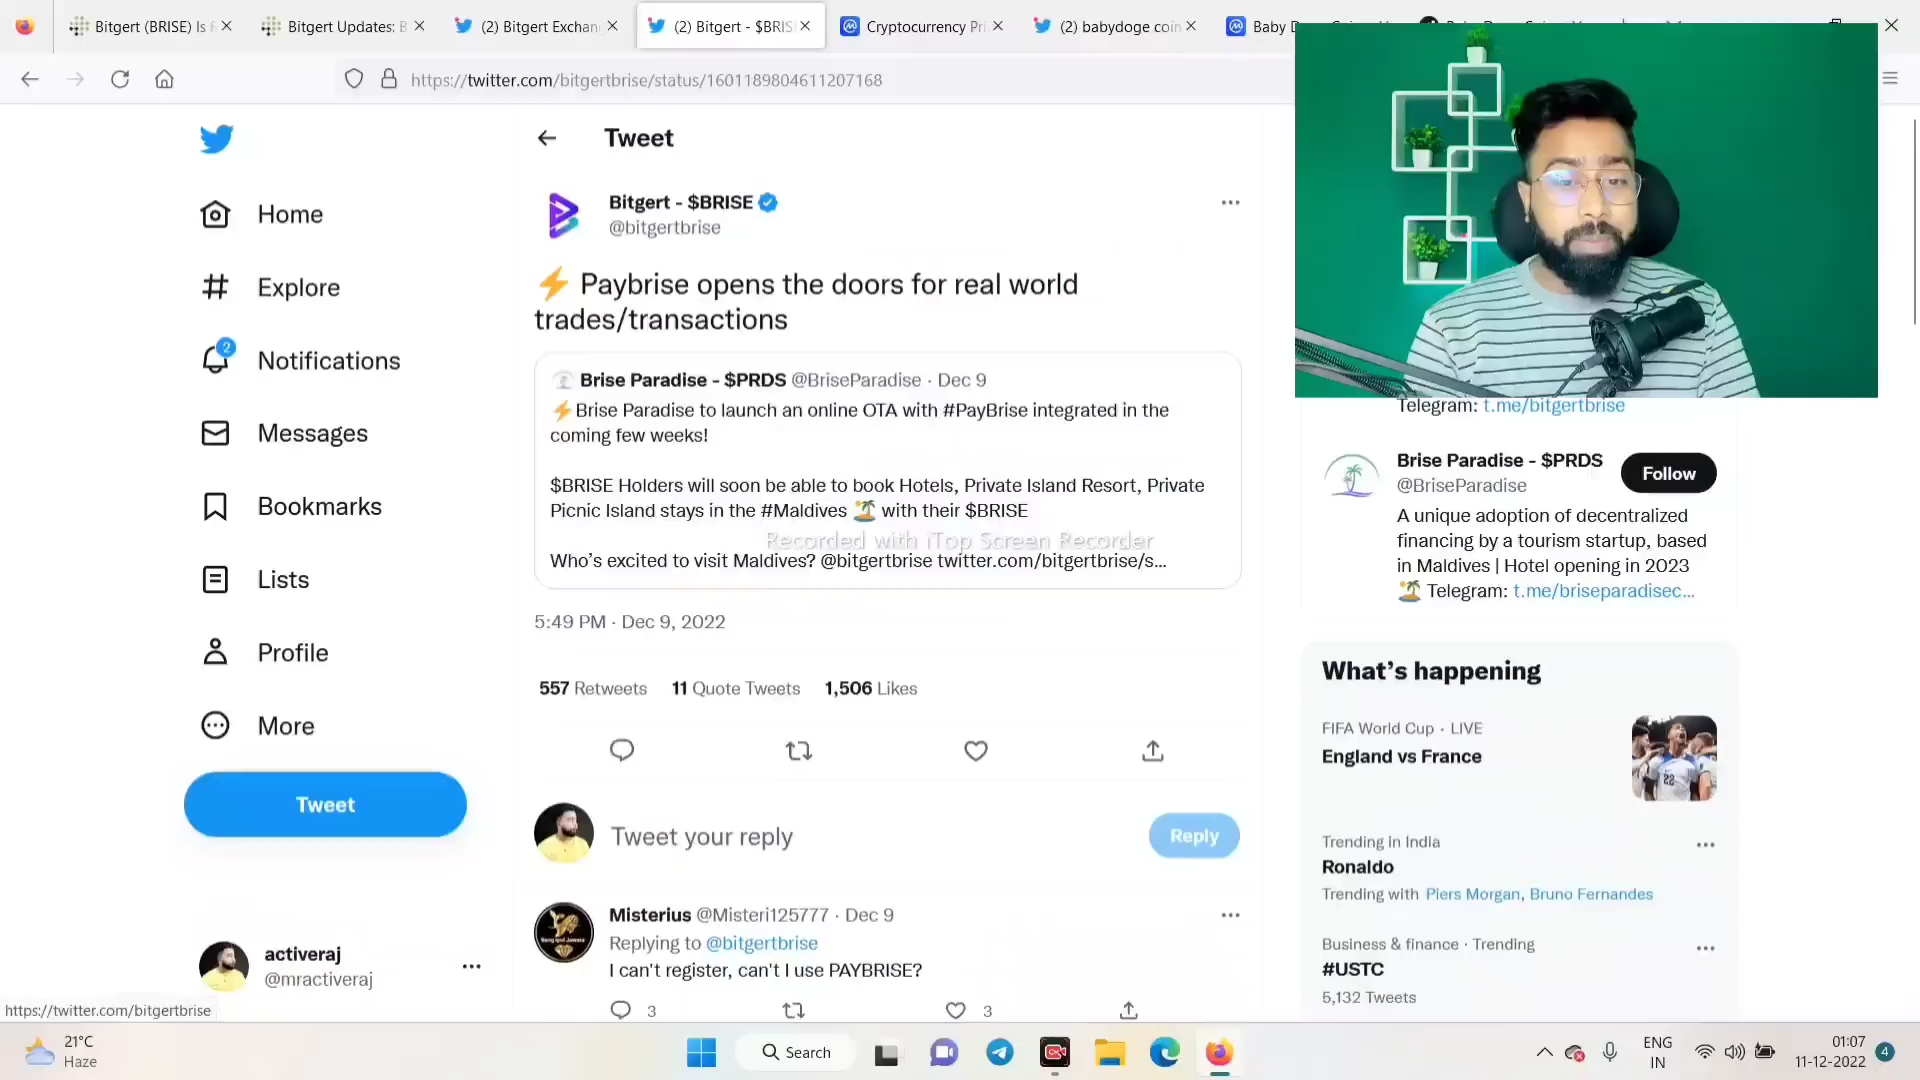 Bitgert (BRISE) Is F
Bitgert Updates: B
(2) Bitgert Exchan
(2) Bitgert - $BRIS
Cryptocurrency Pri
(2) babydoge coin
Baby D
https://twitter.com/bitgertbrise/status/1601189804611207168
Tweet
Home
Explore
2
Notifications
Messages
Bookmarks
Lists
Profile
More
Tweet
activeraj
@mractiveraj
Bitgert - $BRISE
@bitgertbrise
⚡ Paybrise opens the doors for real world
trades/transactions
Brise Paradise - $PRDS @BriseParadise · Dec 9
⚡Brise Paradise to launch an online OTA with #PayBrise integrated in the
coming few weeks!
$BRISE Holders will soon be able to book Hotels, Private Island Resort, Private
Picnic Island stays in the #Maldives 🏝️ with their $BRISE
Recorded with iTop Screen Recorder
Who's excited to visit Maldives? @bitgertbrise twitter.com/bitgertbrise/s...
5:49 PM · Dec 9, 2022
557 Retweets 11 Quote Tweets 1,506 Likes
Tweet your reply
Reply
Misterius @Misteri125777 · Dec 9
Replying to @bitgertbrise
I can't register, can't I use PAYBRISE?
3
3
Telegram: t.me/bitgertbrise
Brise Paradise - $PRDS
@BriseParadise
Follow
A unique adoption of decentralized
financing by a tourism startup, based
in Maldives | Hotel opening in 2023
🏝️ Telegram: t.me/briseparadisec...
What's happening
FIFA World Cup · LIVE
England vs France
22
Trending in India
Ronaldo
Trending with Piers Morgan, Bruno Fernandes
Business & finance · Trending
#USTC
5,132 Tweets
https://twitter.com/bitgertbrise
21°C
Haze
Search
ENG
IN
01:07
11-12-2022
4